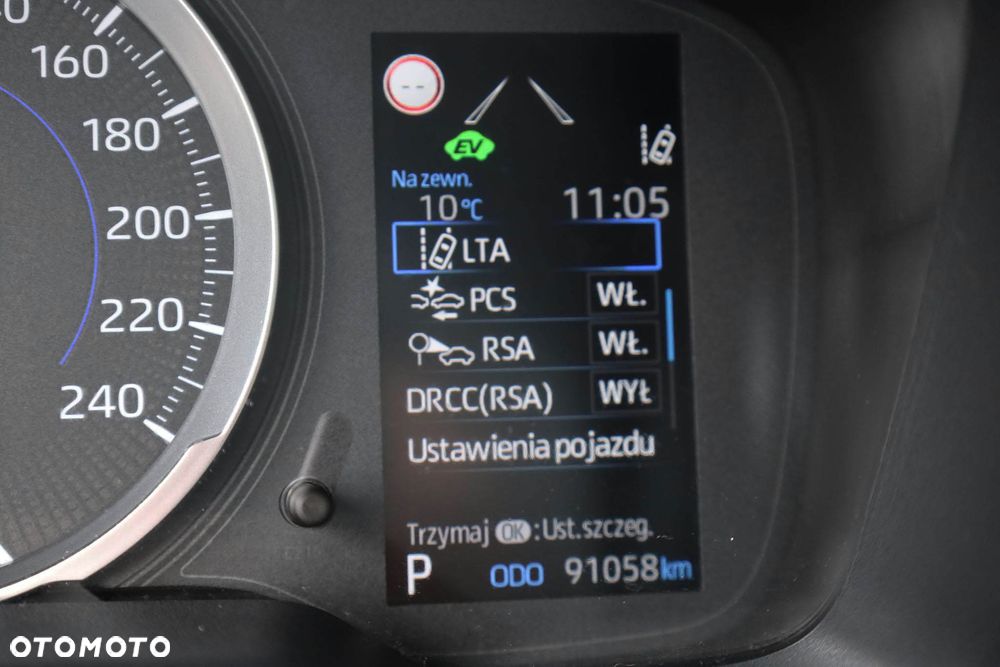 160
180
200
220
240
--
EV
Na zewn.
10°C 11:05
LTA
PCS WŁ.
RSA WŁ.
DRCC(RSA) WYŁ
Ustawienia pojazdu
Trzymaj OK :Ust.szczeg.
P ODO 91058km
OTOMOTO